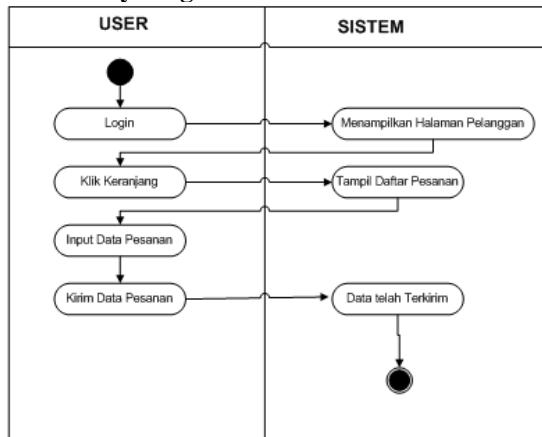 USER
SISTEM
Login
Menampilkan Halaman Pelanggan
Klik Keranjang
Tampil Daftar Pesanan
Input Data Pesanan
Kirim Data Pesanan
Data telah Terkirim